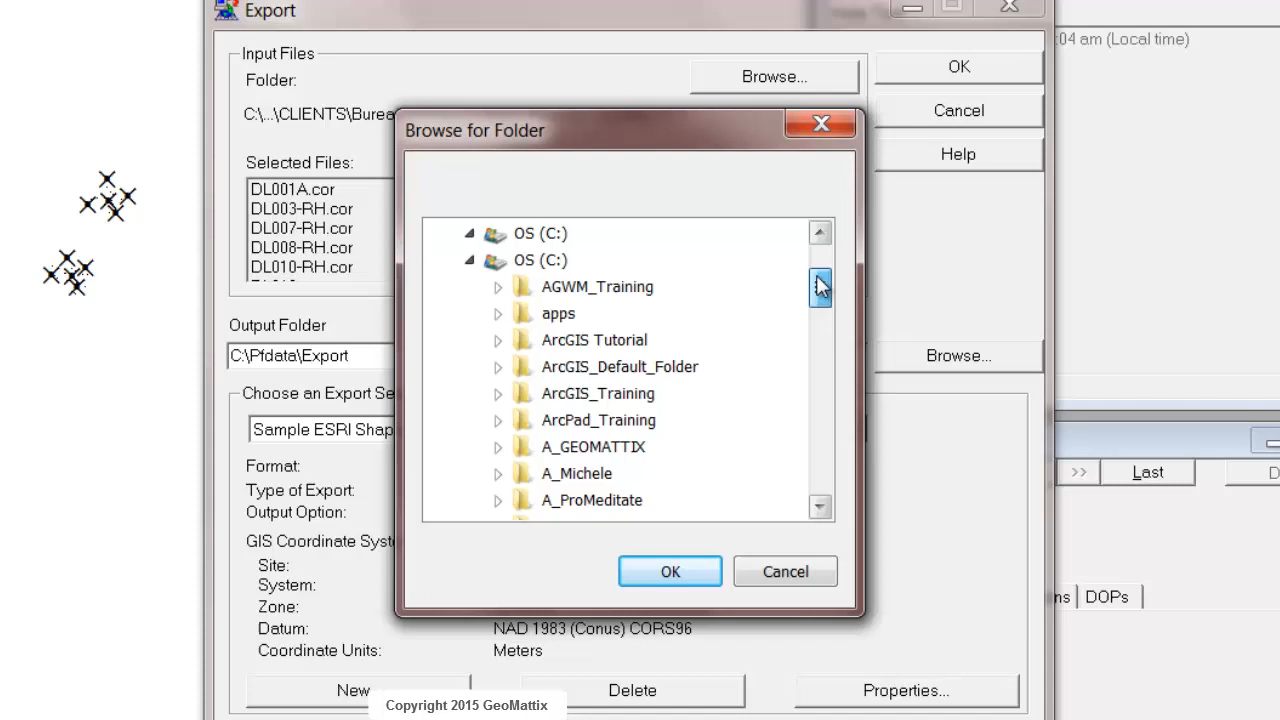 Export
:04 am (Local time)
Input Files
Folder:
Browse...
OK
C:\...\CLIENTS\Burea
Cancel
Browse for Folder
Help
Selected Files:
DL001A.cor
DL003-RH.cor
DL007-RH.cor
DL008-RH.cor
DL010-RH.cor
OS (C:)
OS (C:)
AGWM_Training
apps
ArcGIS Tutorial
ArcGIS_Default_Folder
ArcGIS_Training
ArcPad_Training
A_GEOMATTIX
A_Michele
A_ProMeditate
OK
Cancel
Output Folder
C:\Pfdata\Export
Browse...
Choose an Export Se
Sample ESRI Shap
Format:
Type of Export:
Output Option:
GIS Coordinate Syst
Site:
System:
Zone:
Datum:
NAD 1983 (Conus) CORS96
Coordinate Units:
Meters
New
Delete
Properties...
>>
Last
D
ns
DOPs
Copyright 2015 GeoMattix